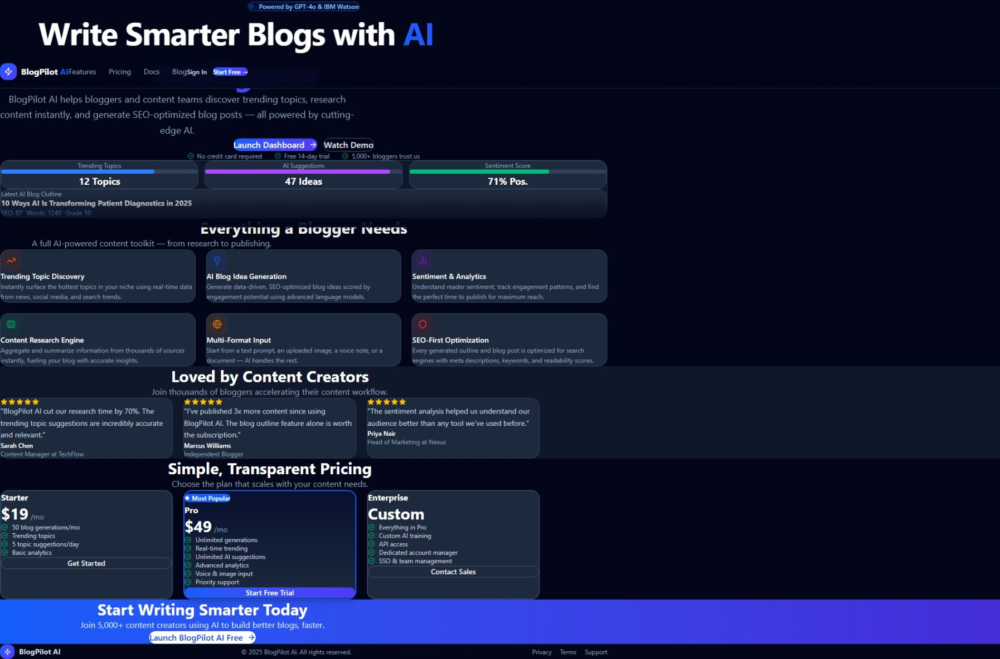 Powered by GPT-4o & IBM Watson
Write Smarter Blogs with AI
BlogPilot AI
Features
Pricing
Docs
Blog
Sign In
Start Free →
BlogPilot AI helps bloggers and content teams discover trending topics, research
content instantly, and generate SEO-optimized blog posts — all powered by cutting-
edge AI.
Launch Dashboard →
Watch Demo
No credit card required
Free 14-day trial
5,000+ bloggers trust us
Trending Topics
12 Topics
AI Suggestions
47 Ideas
Sentiment Score
71% Pos.
Latest AI Blog Outline
10 Ways AI Is Transforming Patient Diagnostics in 2025
SEO: 87 Words: 1240 Grade 10
Everything a Blogger Needs
A full AI-powered content toolkit — from research to publishing.
Trending Topic Discovery
Instantly surface the hottest topics in your niche using real-time data
from news, social media, and search trends.
AI Blog Idea Generation
Generate data-driven, SEO-optimized blog ideas scored by
engagement potential using advanced language models.
Sentiment & Analytics
Understand reader sentiment, track engagement patterns, and find
the perfect time to publish for maximum reach.
Content Research Engine
Aggregate and summarize information from thousands of sources
instantly, fueling your blog with accurate insights.
Multi-Format Input
Start from a text prompt, an uploaded image, a voice note, or a
document — AI handles the rest.
SEO-First Optimization
Every generated outline and blog post is optimized for search
engines with meta descriptions, keywords, and readability scores.
Loved by Content Creators
Join thousands of bloggers accelerating their content workflow.
"BlogPilot AI cut our research time by 70%. The
trending topic suggestions are incredibly accurate
and relevant."
Sarah Chen
Content Manager at TechFlow
"I've published 3x more content since using
BlogPilot AI. The blog outline feature alone is worth
the subscription."
Marcus Williams
Independent Blogger
"The sentiment analysis helped us understand our
audience better than any tool we've used before."
Priya Nair
Head of Marketing at Nexus
Simple, Transparent Pricing
Choose the plan that scales with your content needs.
Starter
$19 /mo
50 blog generations/mo
Trending topics
5 topic suggestions/day
Basic analytics
Get Started
★ Most Popular
Pro
$49 /mo
Unlimited generations
Real-time trending
Unlimited AI suggestions
Advanced analytics
Voice & image input
Priority support
Start Free Trial
Enterprise
Custom
Everything in Pro
Custom AI training
API access
Dedicated account manager
SSO & team management
Contact Sales
Start Writing Smarter Today
Join 5,000+ content creators using AI to build better blogs, faster.
Launch BlogPilot AI Free →
BlogPilot AI
© 2025 BlogPilot AI. All rights reserved.
Privacy
Terms
Support